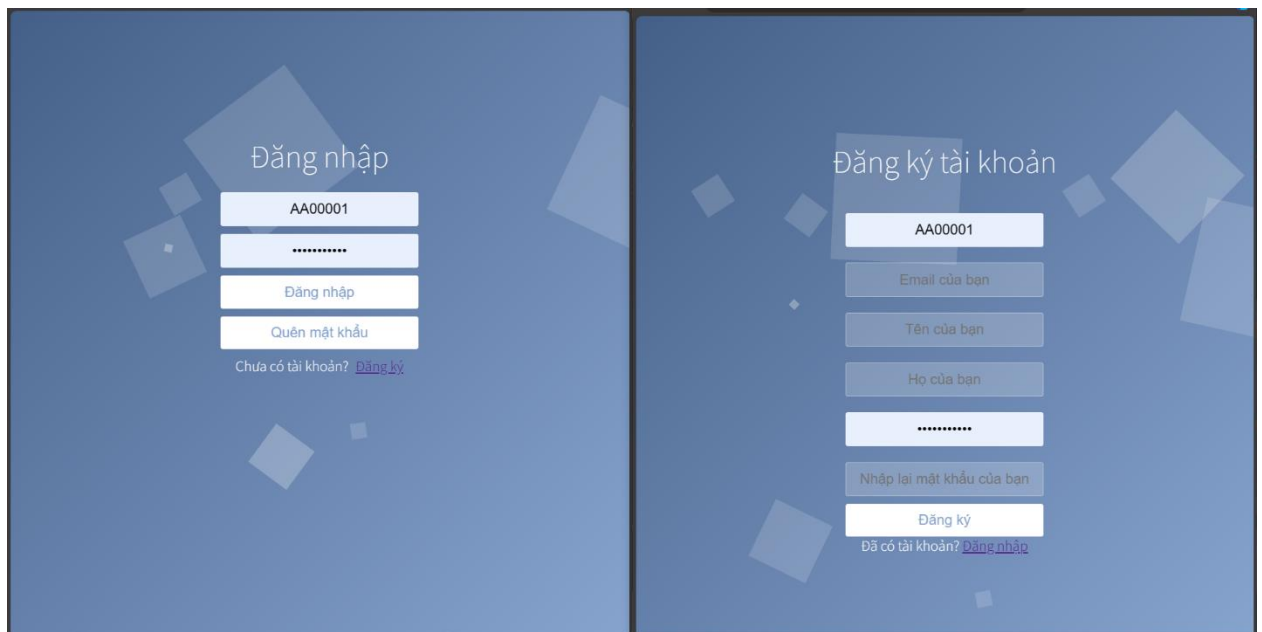 Đăng nhập
AA00001
•••••••••••
Đăng nhập
Quên mật khẩu
Chưa có tài khoản? Đăng ký
Đăng ký tài khoản
AA00001
Email của bạn
Tên của bạn
Họ của bạn
•••••••••••
Nhập lại mật khẩu của bạn
Đăng ký
Đã có tài khoản? Đăng nhập